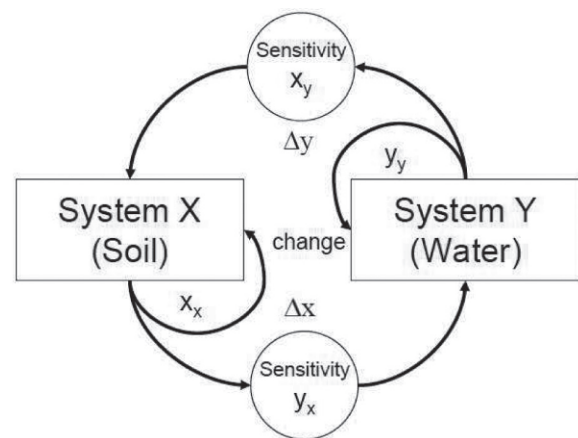 Sensitivity
xy
Δy
yy
System X
(Soil)
change
System Y
(Water)
xx
Δx
Sensitivity
yx